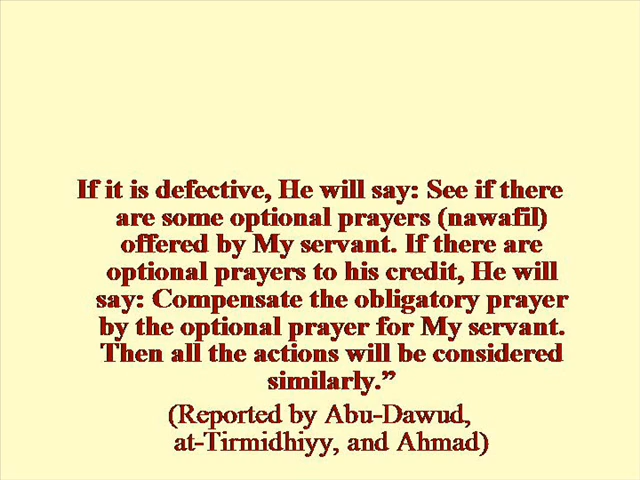 If it is defective, He will say: See if there
are some optional prayers (nawafil)
offered by My servant. If there are
optional prayers to his credit, He will
say: Compensate the obligatory prayer
by the optional prayer for My servant.
Then all the actions will be considered
similarly.”
(Reported by Abu-Dawud,
at-Tirmidhiyy, and Ahmad)